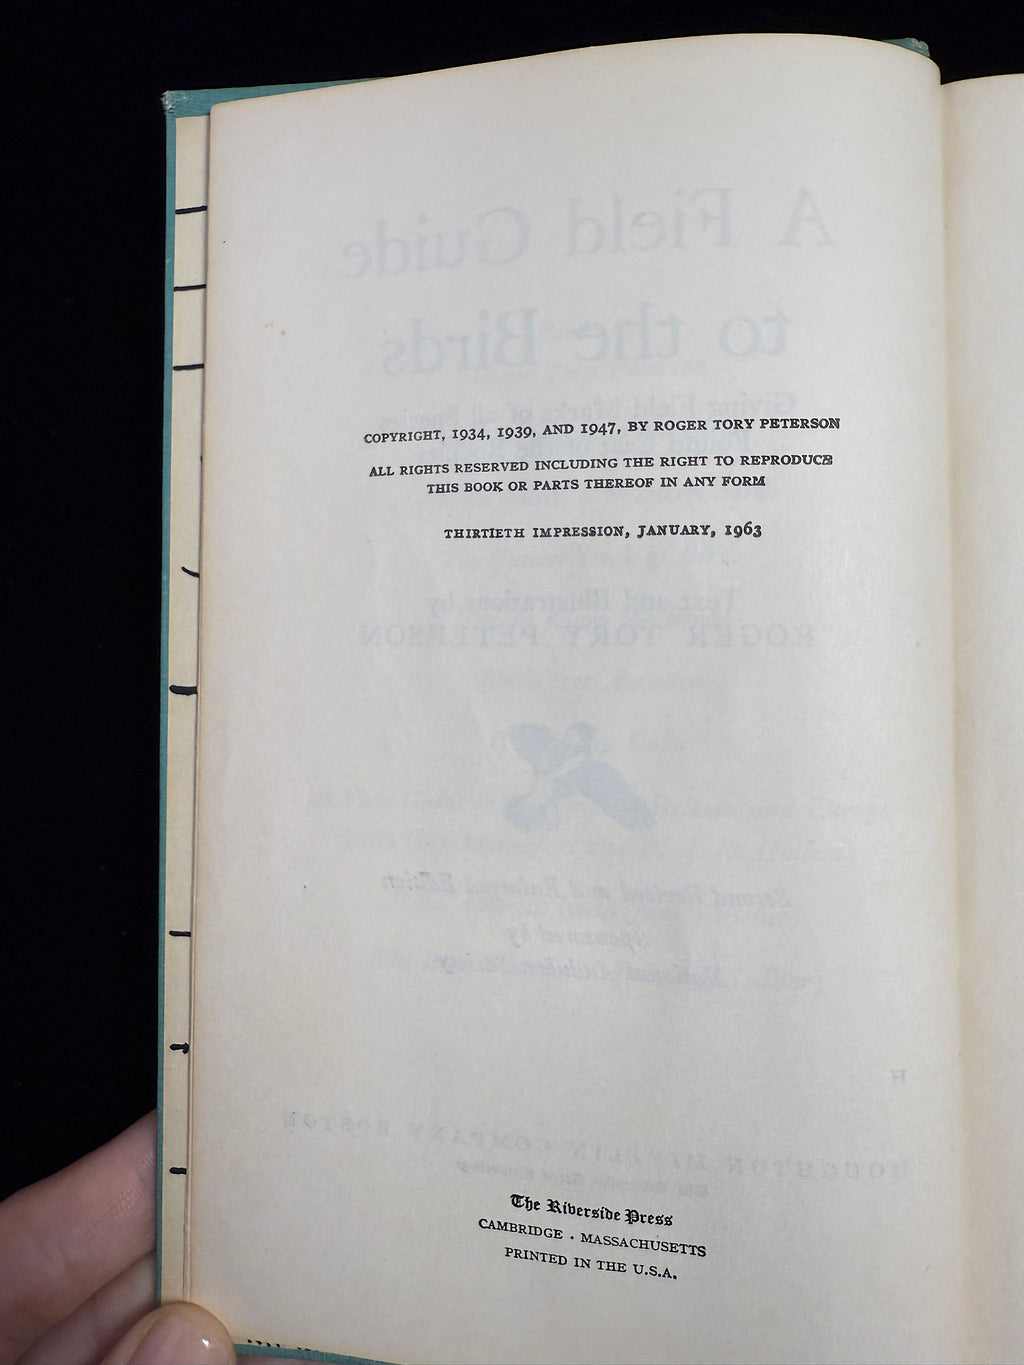 COPYRIGHT, 1934, 1939, AND 1947, BY ROGER TORY PETERSON
ALL RIGHTS RESERVED INCLUDING THE RIGHT TO REPRODUCE
THIS BOOK OR PARTS THEREOF IN ANY FORM
THIRTIETH IMPRESSION, JANUARY, 1963
The Riverside Press
CAMBRIDGE · MASSACHUSETTS
PRINTED IN THE U.S.A.